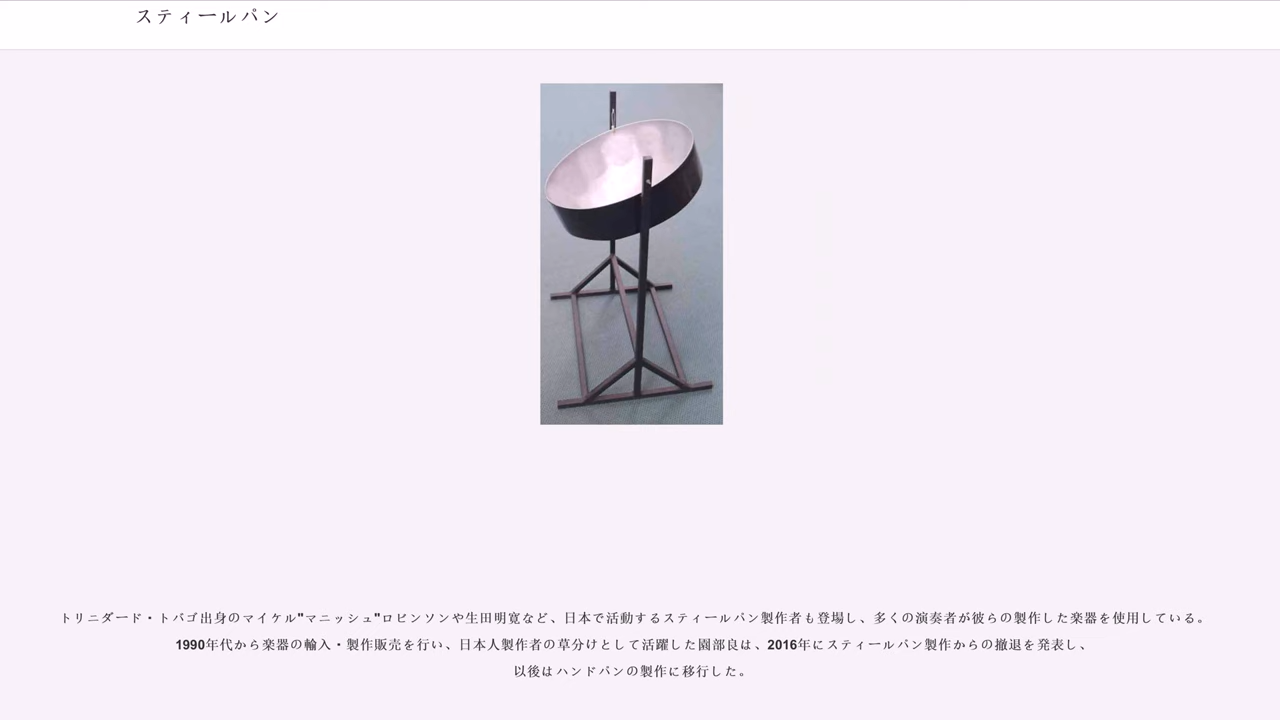 スティールパン
トリニダード・トバゴ出身のマイケル"マニッシュ"ロビンソンや生田明寛など、日本で活動するスティールパン製作者も登場し、多くの演奏者が彼らの製作した楽器を使用している。
1990年代から楽器の輸入・製作販売を行い、日本人製作者の草分けとして活躍した園部良は、2016年にスティールパン製作からの撤退を発表し、
以後はハンドパンの製作に移行した。